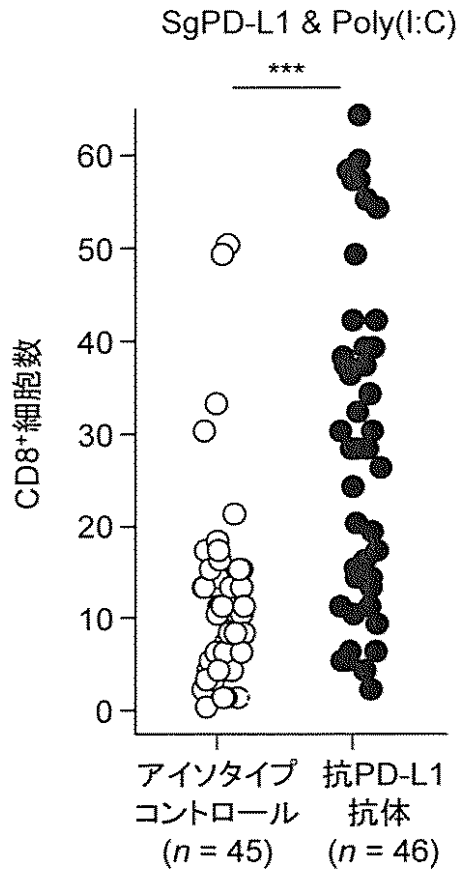 SgPD-L1 & Poly(I:C)
***
60
50
40
30
20
10
0
CD8⁺細胞数
アイソタイプ
コントロール
(n = 45)
抗PD-L1
抗体
(n = 46)